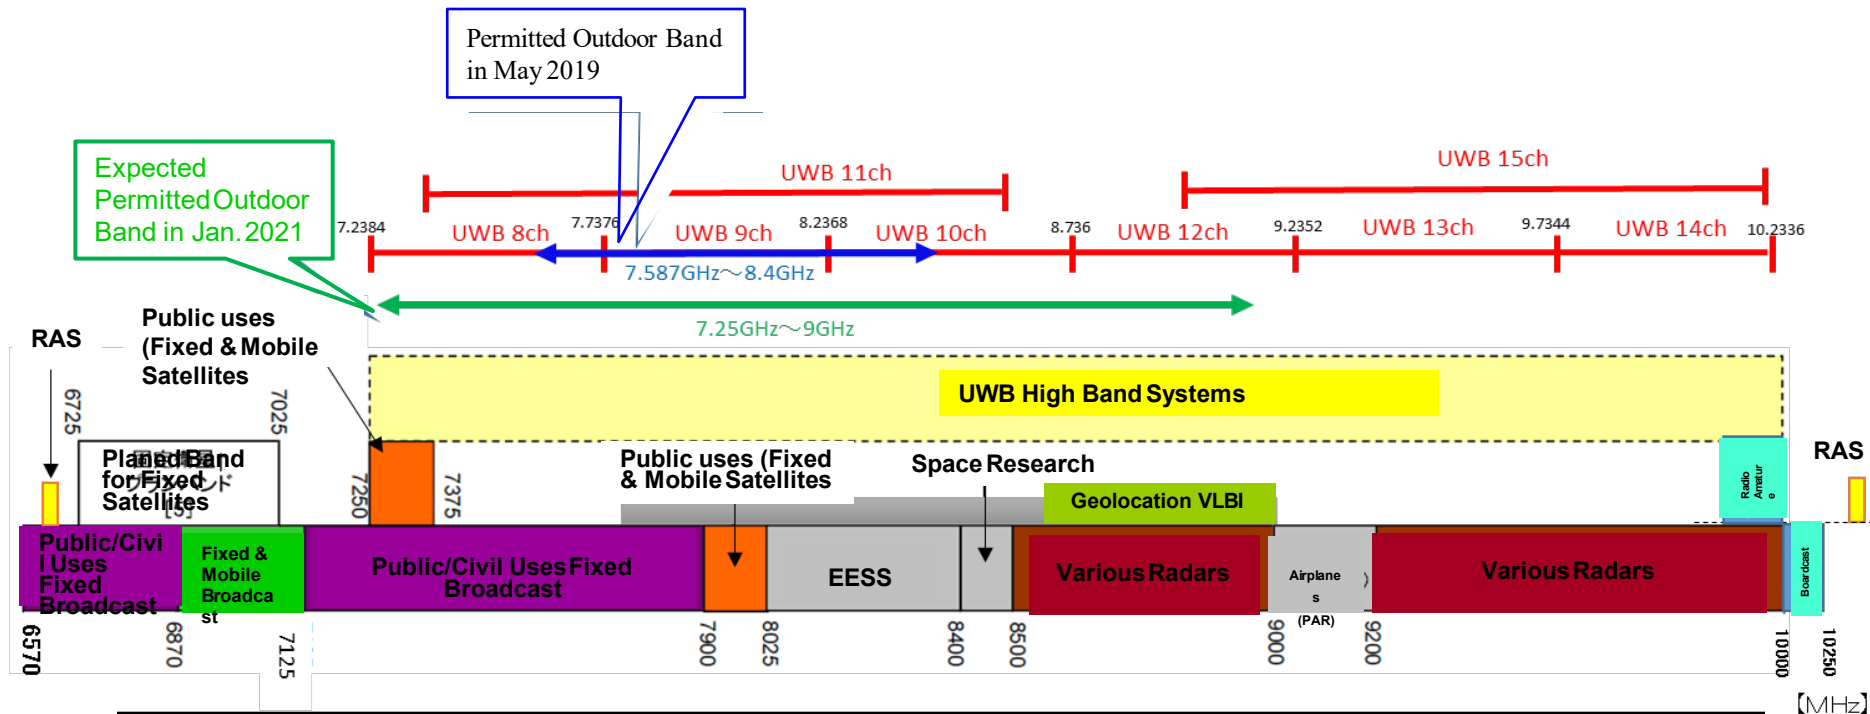 Permitted Outdoor Band
in May 2019
Expected
Permitted Outdoor
Band in Jan. 2021
UWB 11ch
UWB 15ch
7.2384
UWB 8ch
7.7376
UWB 9ch
8.2368
UWB 10ch
8.736
UWB 12ch
9.2352
UWB 13ch
9.7344
UWB 14ch
10.2336
7.587GHz～8.4GHz
7.25GHz～9GHz
RAS
Public uses
(Fixed & Mobile
Satellites
UWB High Band Systems
6725
7025
Planed Band
for Fixed
Satellites
7250
7375
Public uses (Fixed
& Mobile Satellites
Space Research
Geolocation VLBI
Radio
Amatur
e
RAS
Public/Civi
l Uses
Fixed
Broadcast
Fixed &
Mobile
Broadca
st
Public/Civil Uses Fixed
Broadcast
EESS
Various Radars
Airplane
s
(PAR)
Various Radars
Boardcast
6570
6870
7125
7900
8025
8400
8500
9000
9200
10000
10250
【MHz】